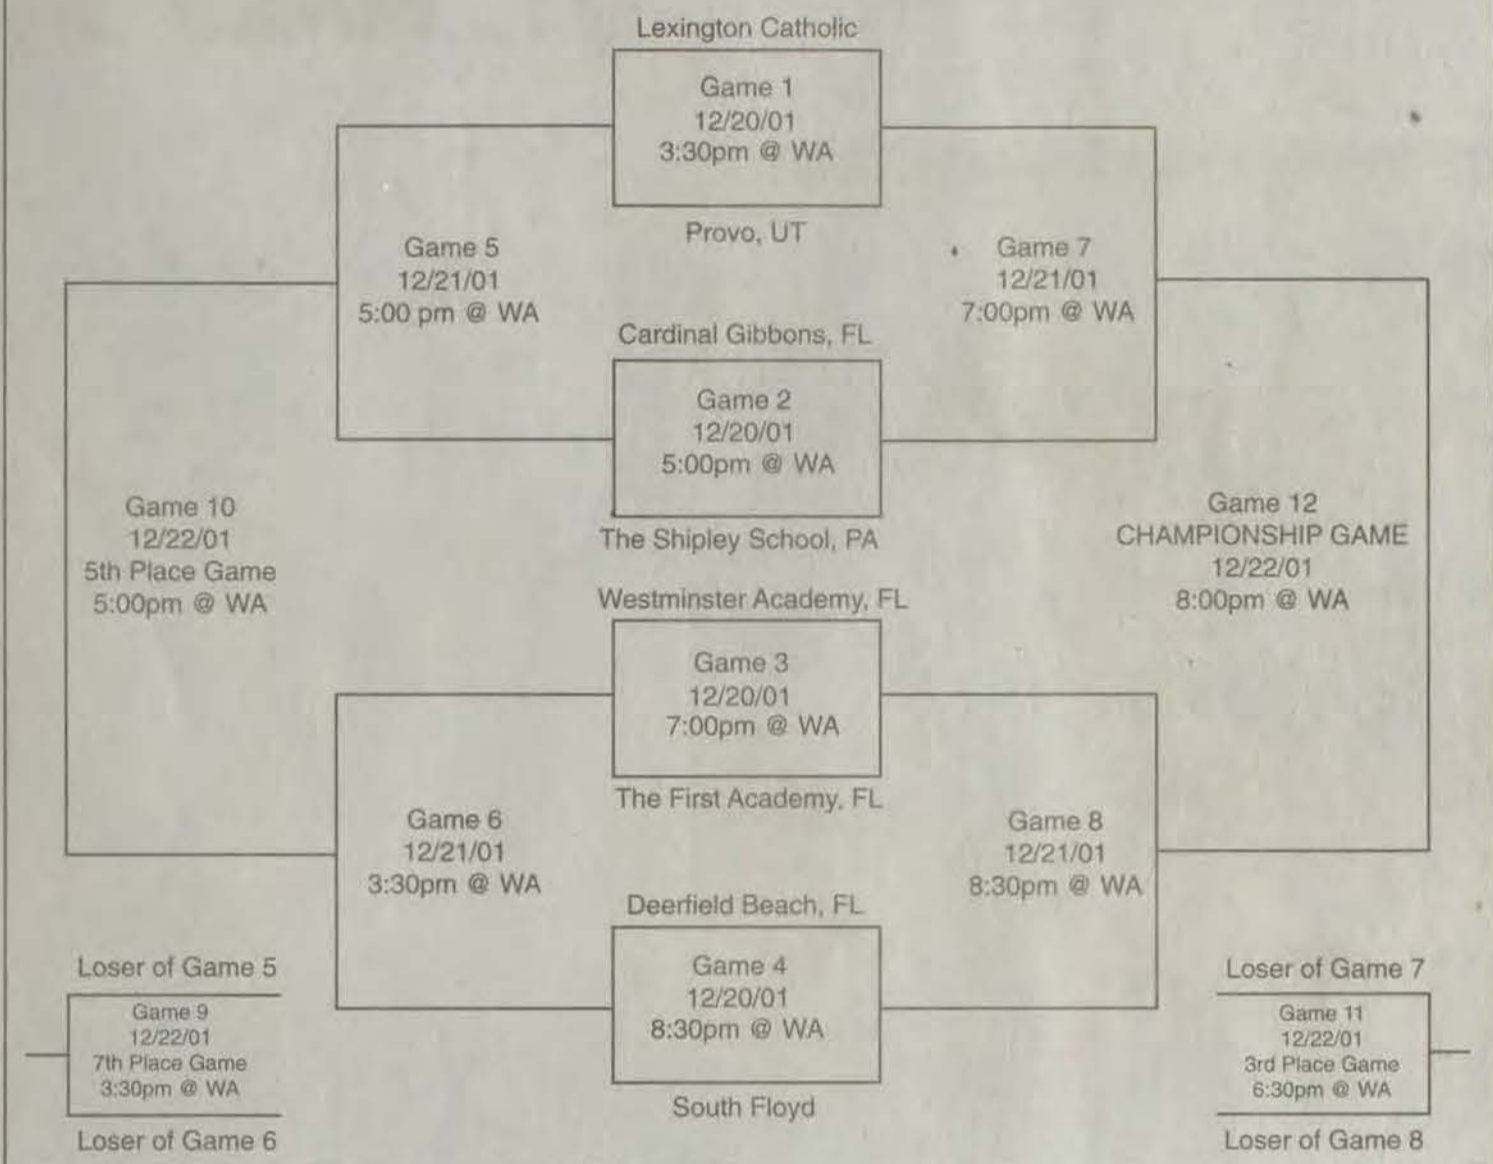 Lexington Catholic
Game 1
12/20/01
3:30pm @ WA
Provo, UT
Game 5
12/21/01
5:00 pm @ WA
Game 7
12/21/01
7:00pm @ WA
Cardinal Gibbons, FL
Game 2
12/20/01
5:00pm @ WA
The Shipley School, PA
Game 10
12/22/01
5th Place Game
5:00pm @ WA
Game 12
CHAMPIONSHIP GAME
12/22/01
8:00pm @ WA
Westminster Academy, FL
Game 3
12/20/01
7:00pm @ WA
The First Academy, FL
Game 6
12/21/01
3:30pm @ WA
Game 8
12/21/01
8:30pm @ WA
Deerfield Beach, FL
Game 4
12/20/01
8:30pm @ WA
South Floyd
Loser of Game 5
Game 9
12/22/01
7th Place Game
3:30pm @ WA
Loser of Game 6
Loser of Game 7
Game 11
12/22/01
3rd Place Game
6:30pm @ WA
Loser of Game 8